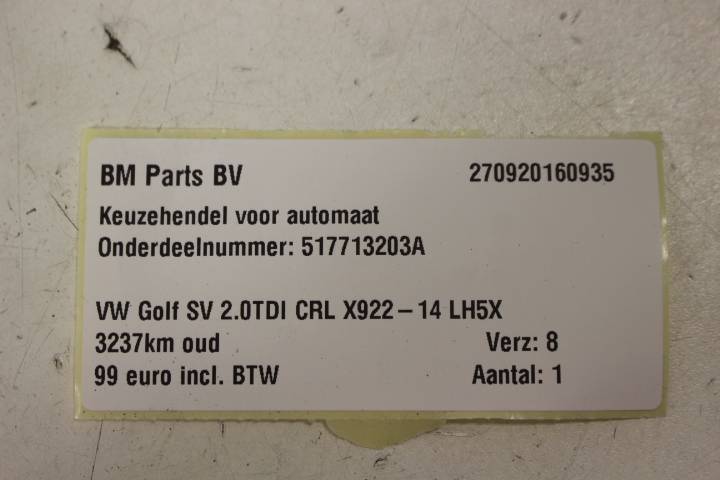 BM Parts BV 270920160935
Keuzehendel voor automaat
Onderdeelnummer: 517713203A
VW Golf SV 2.0TDI CRL X922-14 LH5X
3237km oud Verz: 8
99 euro incl. BTW Aantal: 1